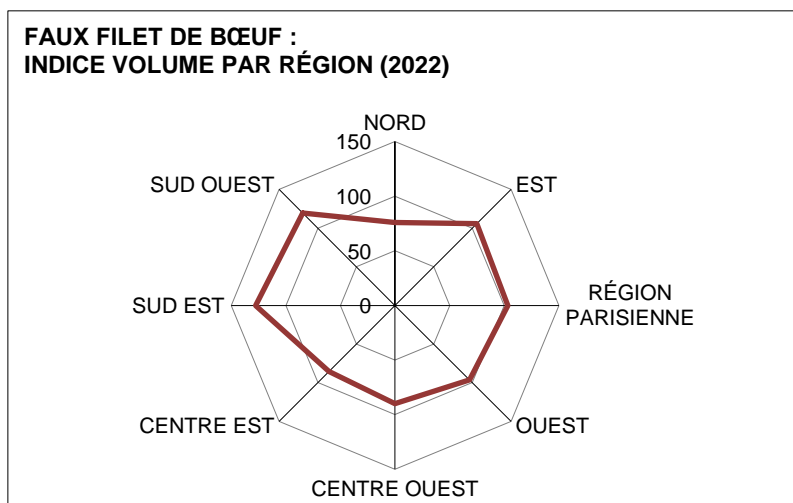 FAUX FILET DE BŒUF :
INDICE VOLUME PAR RÉGION (2022)
NORD
150
100
50
0
EST
RÉGION
PARISIENNE
OUEST
CENTRE OUEST
CENTRE EST
SUD EST
SUD OUEST